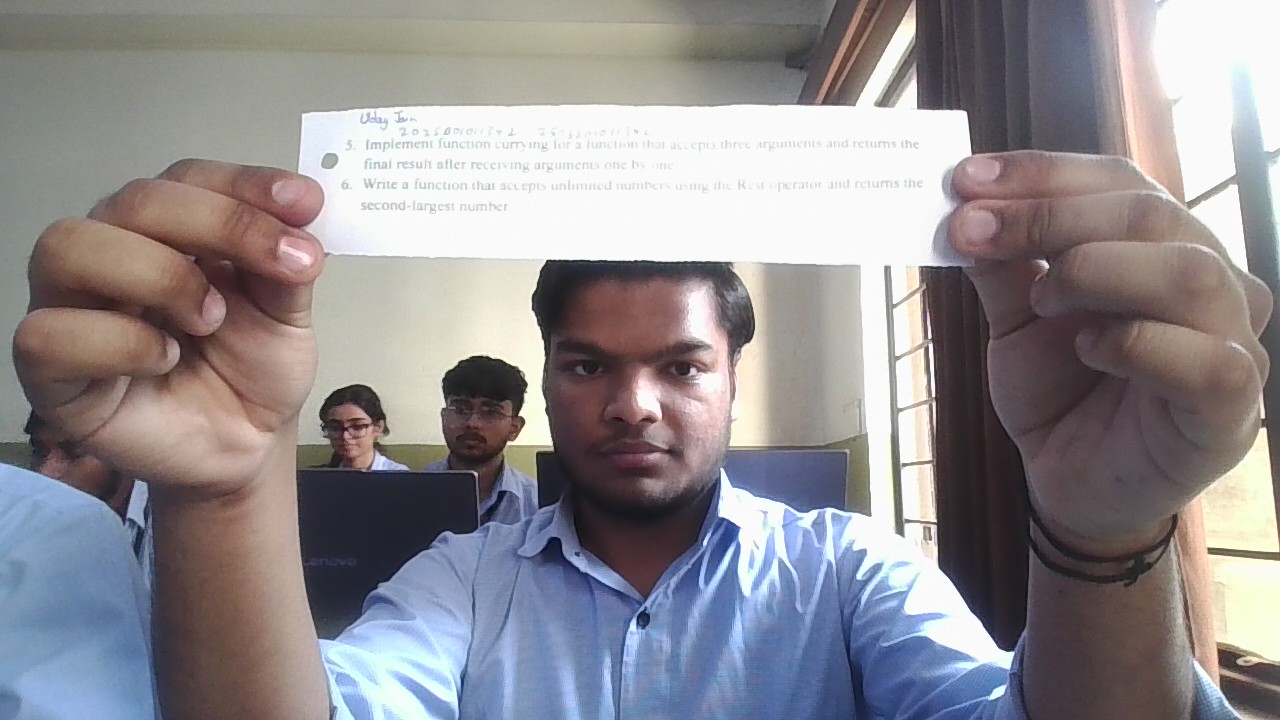 Uday Jain
5. Implement function currying for a function that accepts three arguments and returns the
final result after receiving arguments one by one
6. Write a function that accepts unlimited numbers using the Rest operator and returns the
second-largest number
Lenovo